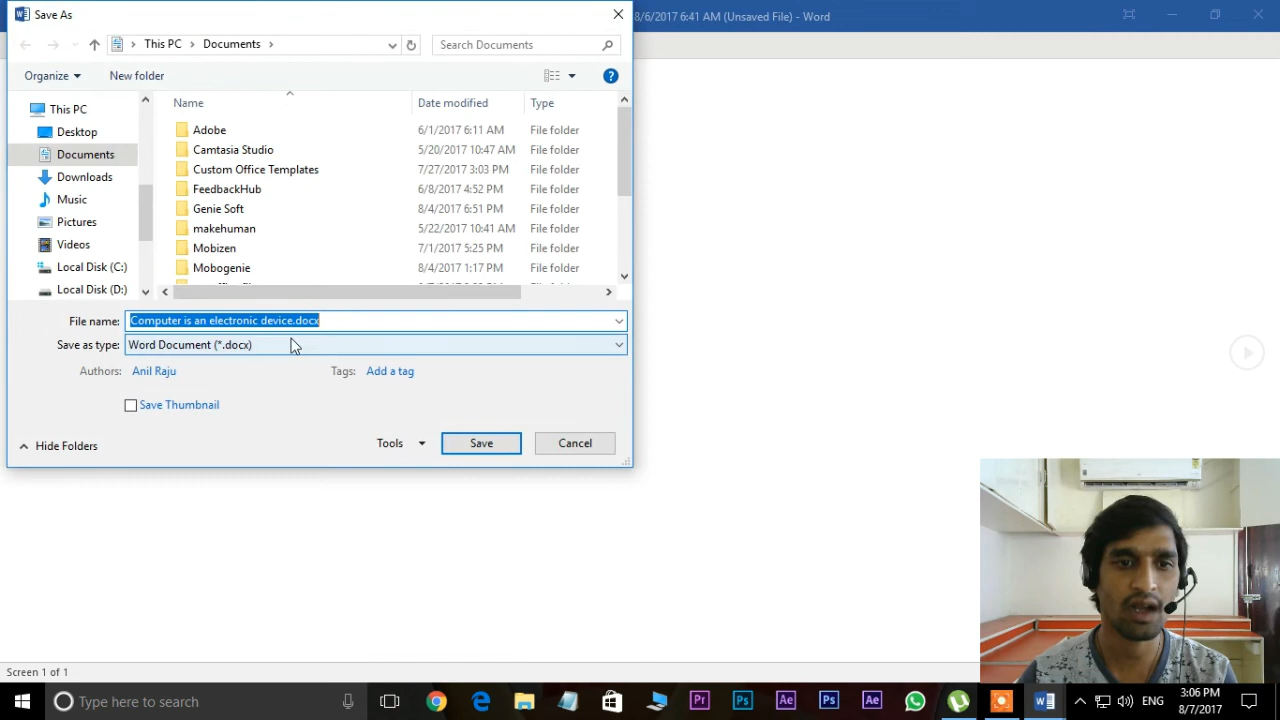 Save As
8/6/2017 6:41 AM (Unsaved File) - Word
This PC
Documents
Search Documents
Organize
New folder
Name
Date modified
Type
This PC
Desktop
Documents
Downloads
Music
Pictures
Videos
Local Disk (C:)
Local Disk (D:)
Adobe 6/1/2017 6:11 AM File folder
Camtasia Studio 5/20/2017 10:47 AM File folder
Custom Office Templates 7/27/2017 3:03 PM File folder
FeedbackHub 6/8/2017 4:52 PM File folder
Genie Soft 8/4/2017 6:51 PM File folder
makehuman 5/22/2017 10:41 AM File folder
Mobizen 7/1/2017 5:25 PM File folder
Mobogenie 8/4/2017 1:17 PM File folder
File name: Computer is an electronic device.docx
Save as type: Word Document (*.docx)
Authors: Anil Raju Tags: Add a tag
Save Thumbnail
Hide Folders
Tools
Save
Cancel
Screen 1 of 1
Type here to search
Pr
Ps
Ae
Ps
Ae
ENG
3:06 PM
8/7/2017